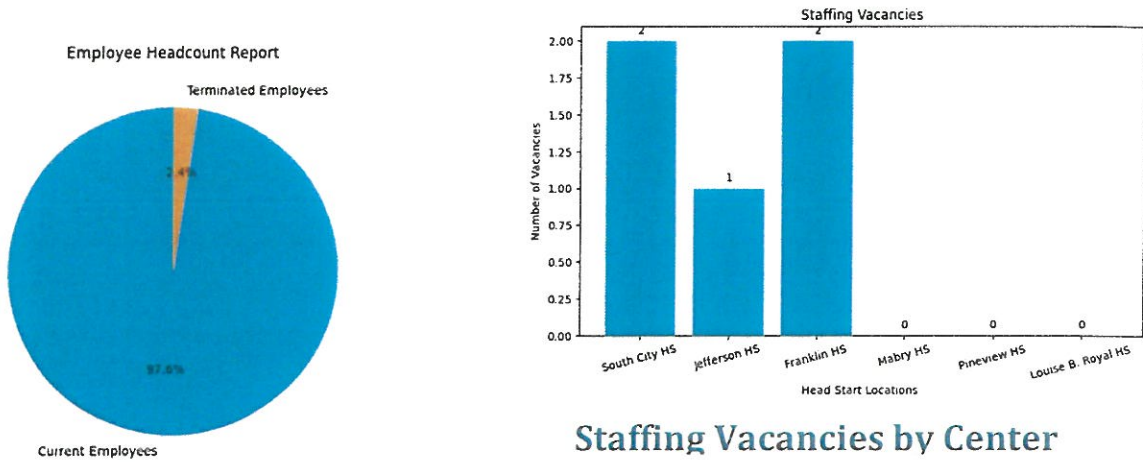 Employee Headcount Report
Terminated Employees
2.4%
97.6%
Current Employees
Staffing Vacancies
2
2
1
0
0
0
2.00
1.75
1.50
1.25
1.00
0.75
0.50
0.25
0.00
Number of Vacancies
South City HS
Jefferson HS
Franklin HS
Mabry HS
Pineview HS
Louise B. Royal HS
Head Start Locations
Staffing Vacancies by Center